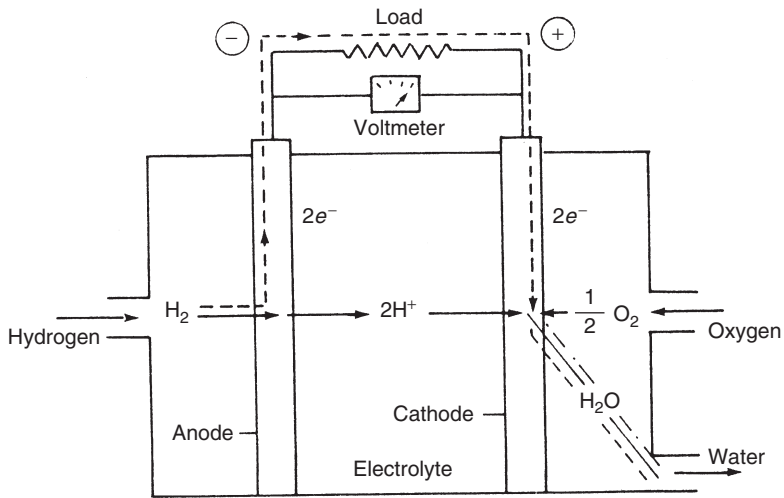 Load
−
+
Voltmeter
2e−
2e−
H2
2H+
1/2 O2
Hydrogen
Oxygen
H2O
Cathode
Anode
Water
Electrolyte